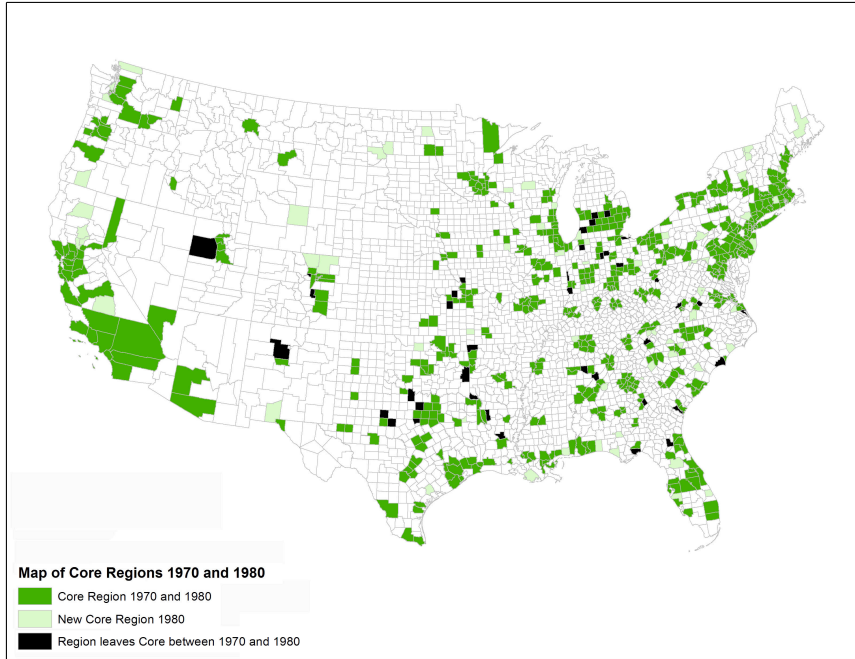 Map of Core Regions 1970 and 1980
Core Region 1970 and 1980
New Core Region 1980
Region leaves Core between 1970 and 1980